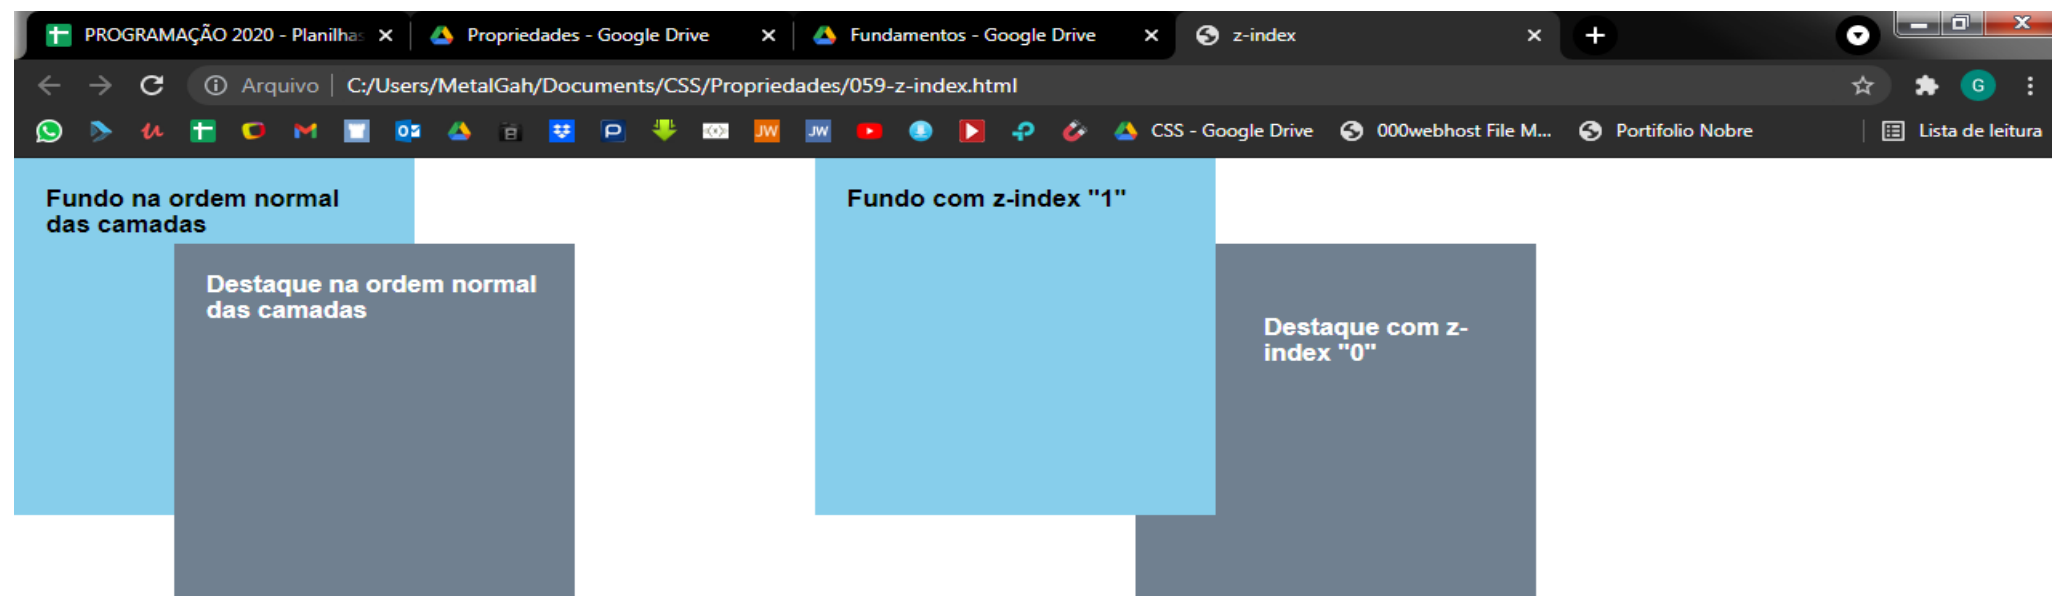 PROGRAMAÇÃO 2020 - Planilhas
Propriedades - Google Drive
Fundamentos - Google Drive
z-index
Arquivo
C:/Users/MetalGah/Documents/CSS/Propriedades/059-z-index.html
G
JW
JW
CSS - Google Drive
000webhost File M...
Portifolio Nobre
Lista de leitura
Fundo na ordem normal
das camadas
Destaque na ordem normal
das camadas
Fundo com z-index "1"
Destaque com z-
index "0"